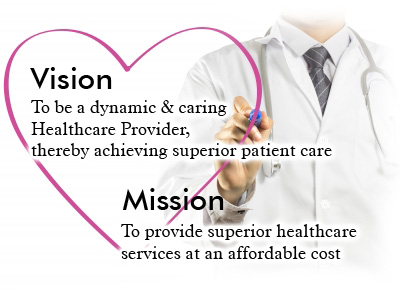 Vision
To be a dynamic & caring
Healthcare Provider,
thereby achieving superior patient care
Mission
To provide superior healthcare
services at an affordable cost